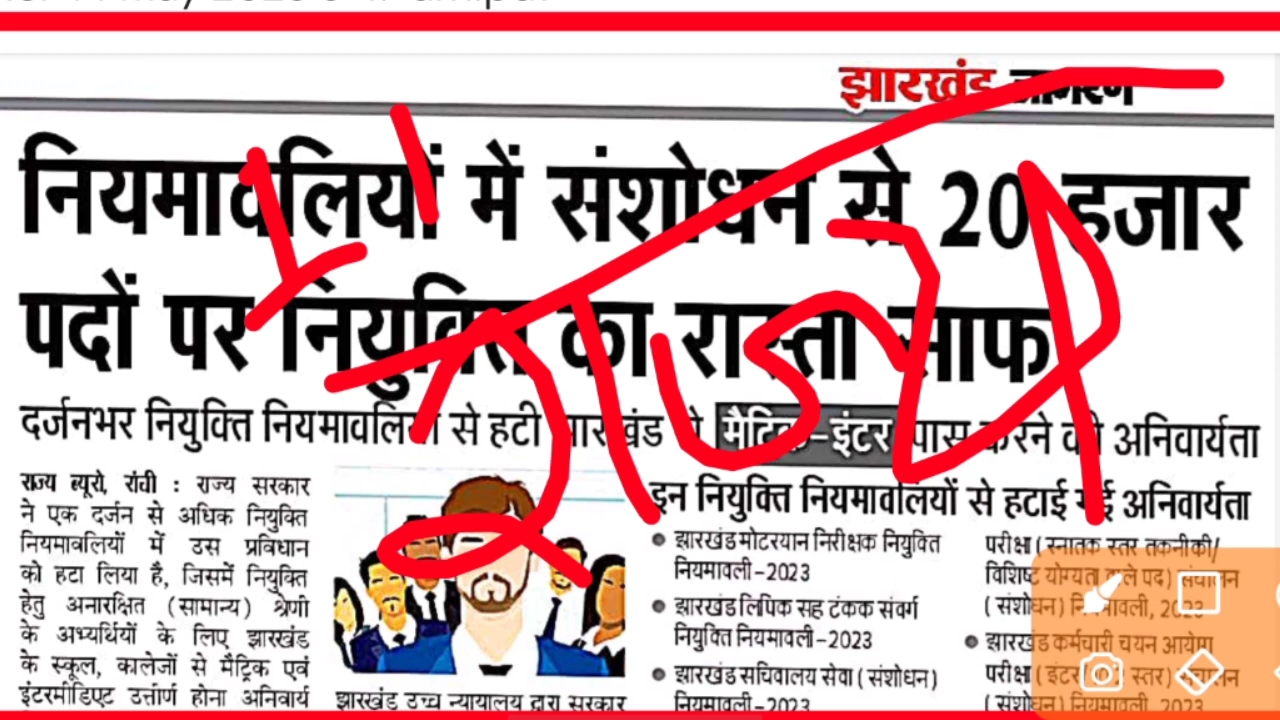 झारखंड जागरण
नियमावलियों में संशोधन से 20 हजार
पदों पर नियुक्ति का रास्ता साफ
दर्जनभर नियुक्ति नियमावलियों से हटी झारखंड से मैट्रिक-इंटर पास करने की अनिवार्यता
राज्य ब्यूरो, रांची : राज्य सरकार
ने एक दर्जन से अधिक नियुक्ति
नियमावलियों में उस प्रविधान
को हटा लिया है, जिसमें नियुक्ति
हेतु अनारक्षित (सामान्य) श्रेणी
के अभ्यर्थियों के लिए झारखंड
के स्कूल, कालेजों से मैट्रिक एवं
इंटरमीडिएट उत्तीर्ण होना अनिवार्य
झारखंड उच्च न्यायालय द्वारा सरकार
इन नियुक्ति नियमावलियों से हटाई गई अनिवार्यता
झारखंड मोटरयान निरीक्षक नियुक्ति
नियमावली-2023
झारखंड लिपिक सह टंकक संवर्ग
नियुक्ति नियमावली-2023
झारखंड सचिवालय सेवा (संशोधन)
नियमावली-2023
परीक्षा (स्नातक स्तर तकनीकी/
विशिष्ट योग्यता वाले पद) संचालन
(संशोधन) नियमावली, 2023
झारखंड कर्मचारी चयन आयोग
परीक्षा (इंटर स्तर) संचालन
(संशोधन) नियमावली, 2023